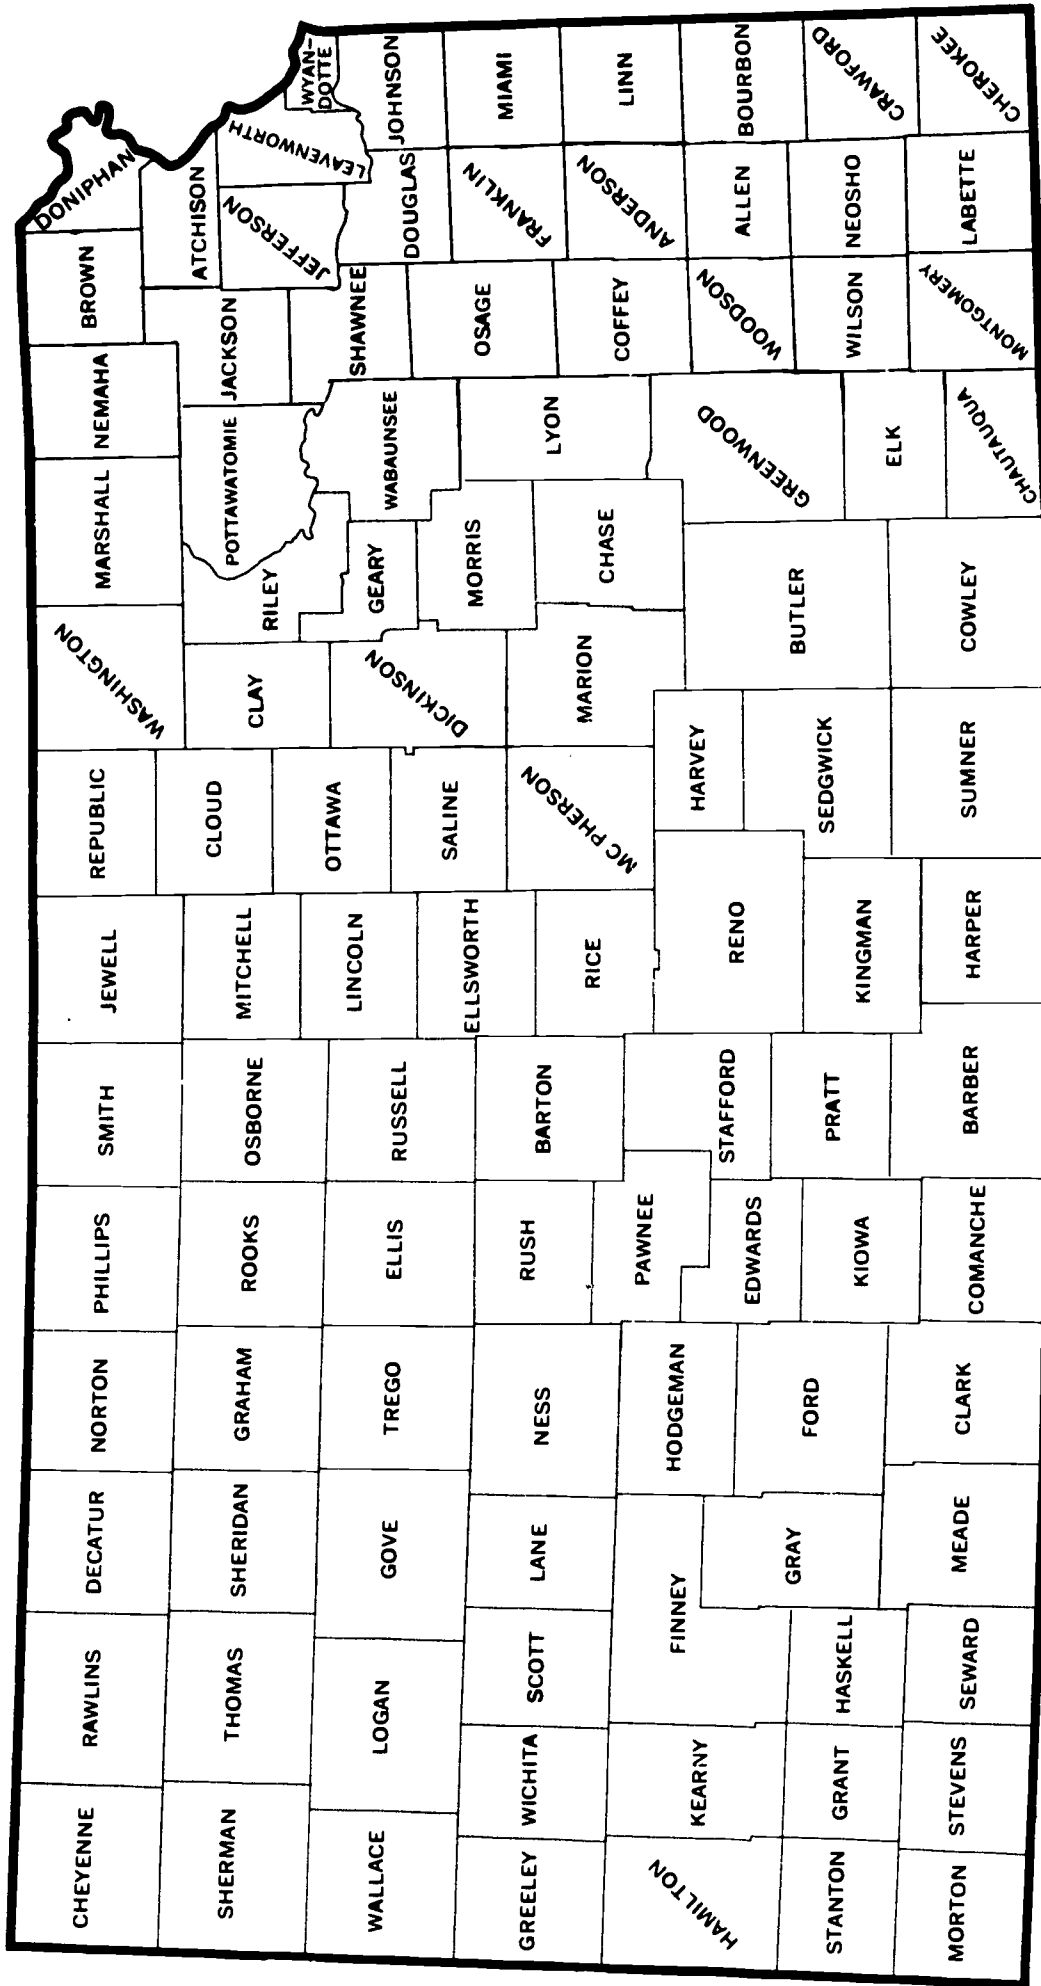 CHEYENNE
RAWLINS
DECATUR
NORTON
PHILLIPS
SMITH
JEWELL
REPUBLIC
WASHINGTON
MARSHALL
NEMAHA
BROWN
DONIPHAN
SHERMAN
THOMAS
SHERIDAN
GRAHAM
ROOKS
OSBORNE
MITCHELL
CLOUD
CLAY
RILEY
POTTAWATOMIE
JACKSON
ATCHISON
JEFFERSON
LEAVENWORTH
WYAN-
DOTTE
WALLACE
LOGAN
GOVE
TREGO
ELLIS
RUSSELL
LINCOLN
OTTAWA
SALINE
DICKINSON
GEARY
WABAUNSEE
SHAWNEE
DOUGLAS
JOHNSON
GREELEY
WICHITA
SCOTT
LANE
NESS
RUSH
BARTON
ELLSWORTH
RICE
MC PHERSON
MARION
MORRIS
CHASE
LYON
OSAGE
COFFEY
FRANKLIN
ANDERSON
MIAMI
LINN
HAMILTON
KEARNY
FINNEY
HODGEMAN
PAWNEE
EDWARDS
STAFFORD
RENO
HARVEY
SEDGWICK
BUTLER
GREENWOOD
WOODSON
ALLEN
BOURBON
STANTON
GRANT
HASKELL
GRAY
FORD
KIOWA
PRATT
KINGMAN
ELK
WILSON
NEOSHO
CRAWFORD
MORTON
STEVENS
SEWARD
MEADE
CLARK
COMANCHE
BARBER
HARPER
SUMNER
COWLEY
CHAUTAUQUA
MONTGOMERY
LABETTE
CHEROKEE